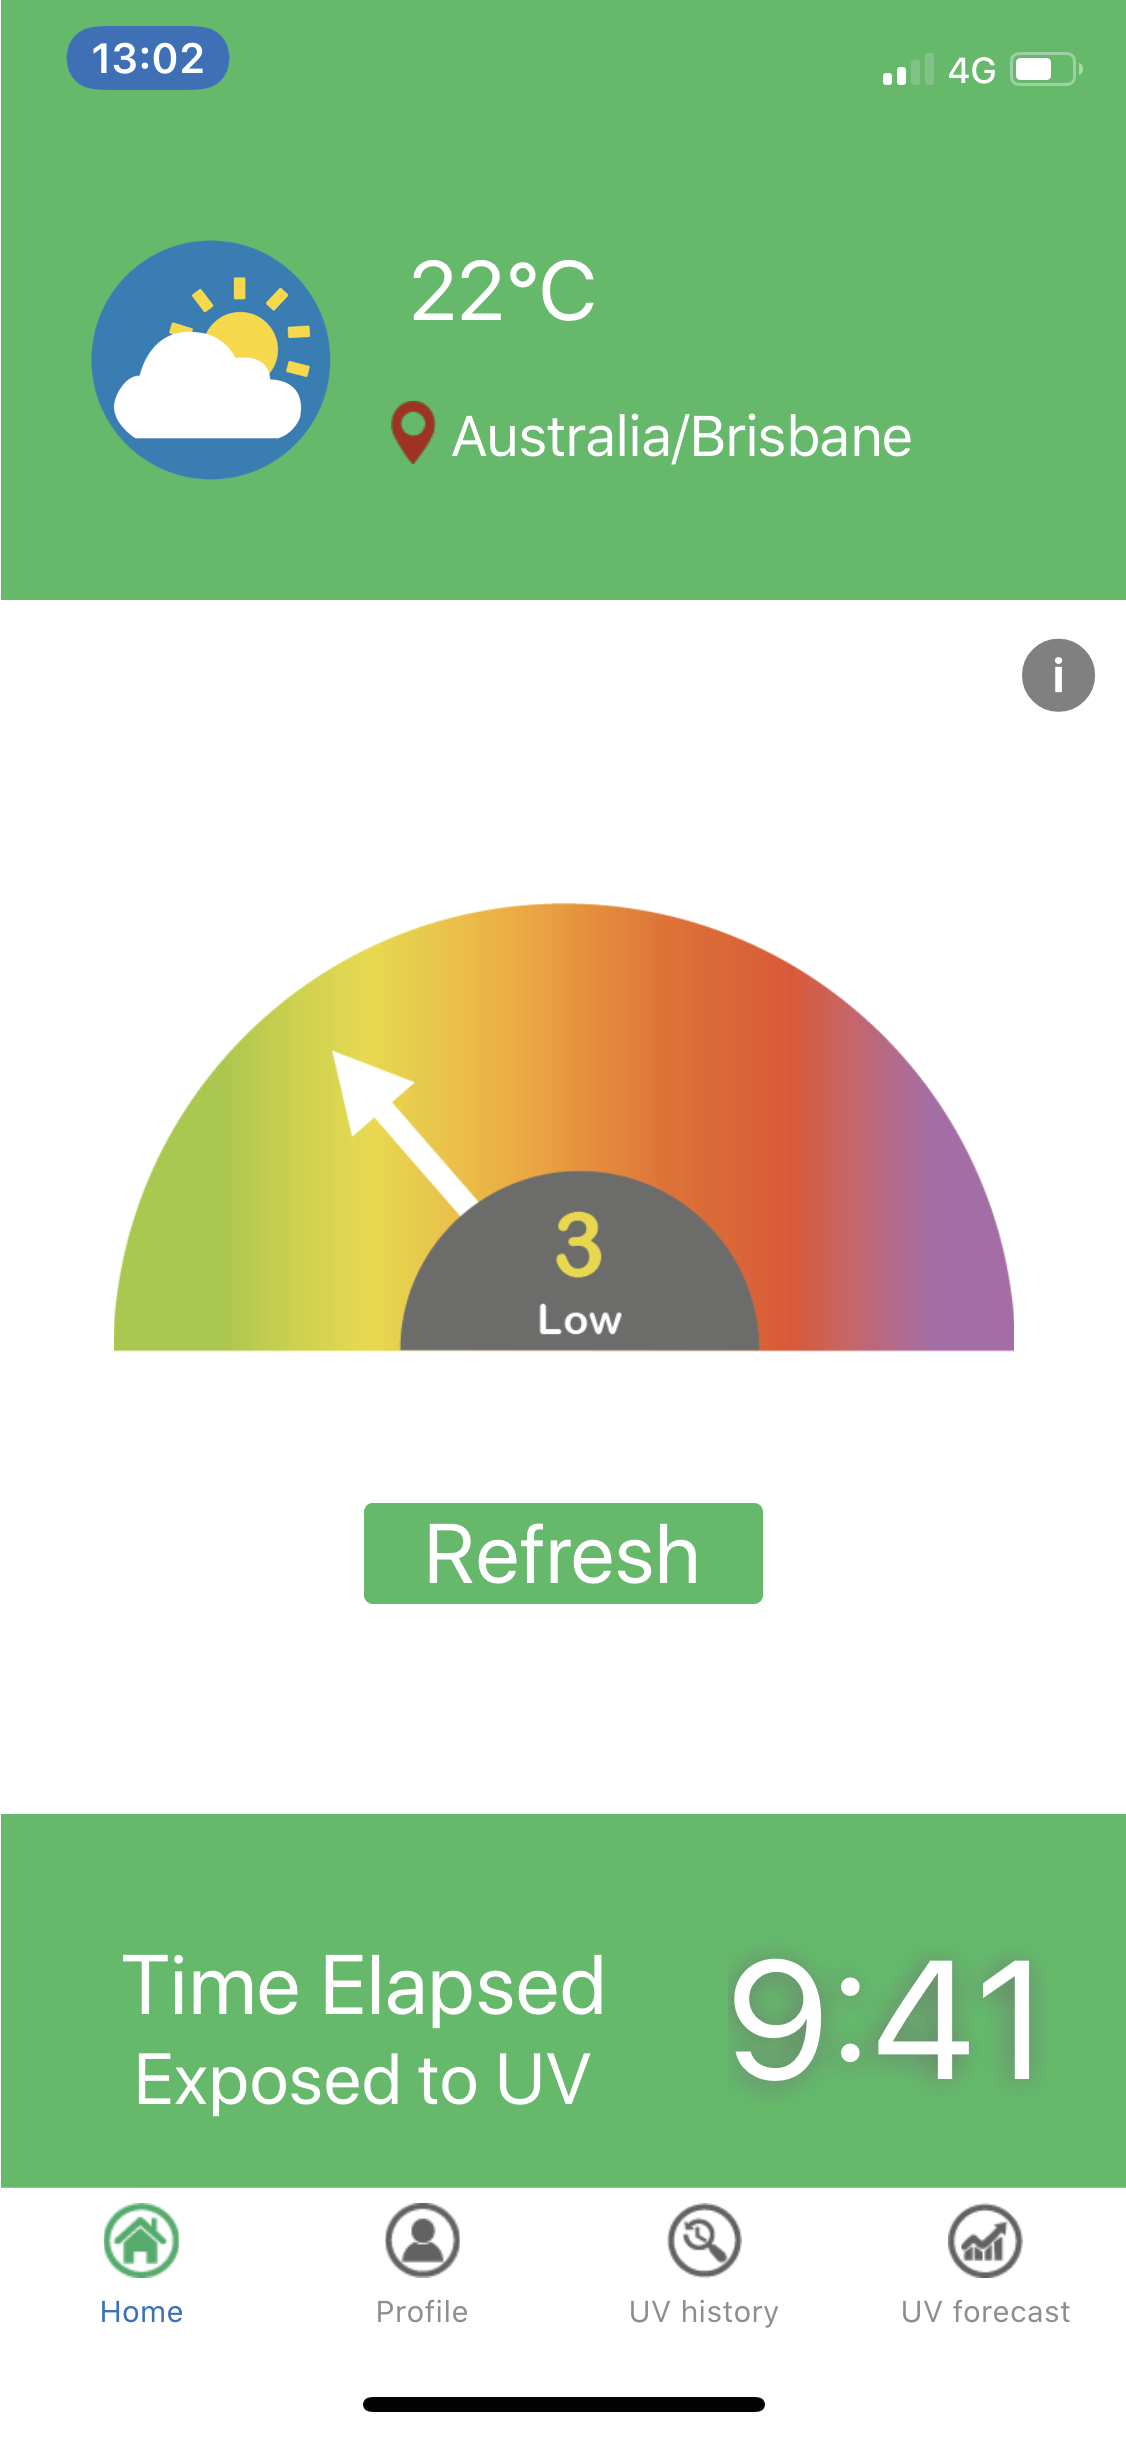 13:02
4G
22°C
Australia/Brisbane
i
3
Low
Refresh
Time Elapsed
Exposed to UV
9:41
Home
Profile
UV history
UV forecast